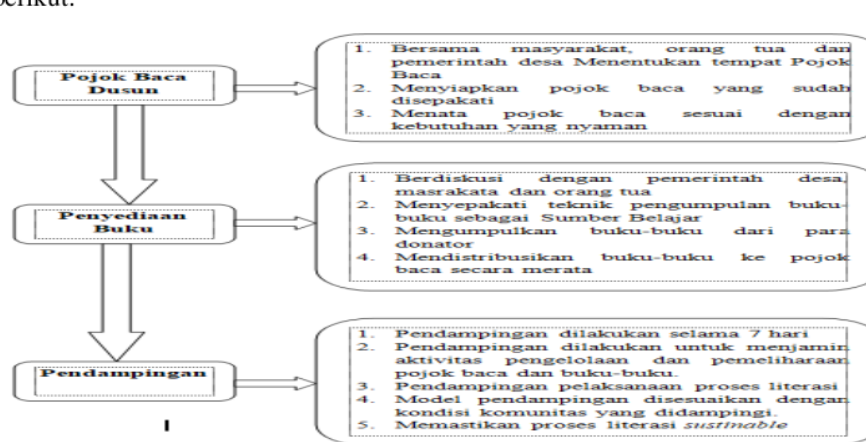 Pojok Baca
Dusun
1. Bersama masyarakat, orang tua dan
pemerintah desa Menentukan tempat Pojok
Baca
2. Menyiapkan pojok baca yang sudah
disepakati
3. Menata pojok baca sesuai dengan
kebutuhan yang nyaman
Penyediaan
Buku
1. Berdiskusi dengan pemerintah desa,
masrakata dan orang tua
2. Menyepakati teknik pengumpulan buku-
buku sebagai Sumber Belajar
3. Mengumpulkan buku-buku dari para
donator
4. Mendistribusikan buku-buku ke pojok
baca secara merata
Pendampingan
1. Pendampingan dilakukan selama 7 hari
2. Pendampingan dilakukan untuk menjamin
aktivitas pengelolaan dan pemeliharaan
pojok baca dan buku-buku.
3. Pendampingan pelaksanaan proses literasi
4. Model pendampingan disesuaikan dengan
kondisi komunitas yang didampingi.
5. Memastikan proses literasi sustinable